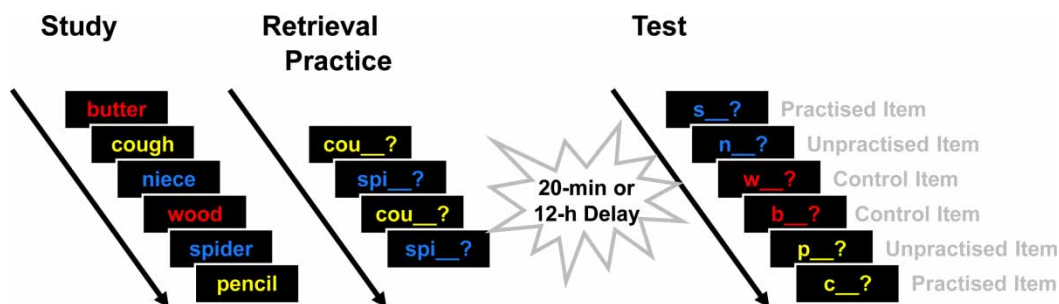 Study
butter
cough
niece
wood
spider
pencil
Retrieval
Practice
cou__?
spi__?
cou__?
spi__?
20-min or
12-h Delay
Test
s__? Practised Item
n__? Unpractised Item
w__? Control Item
b__? Control Item
p__? Unpractised Item
c__? Practised Item